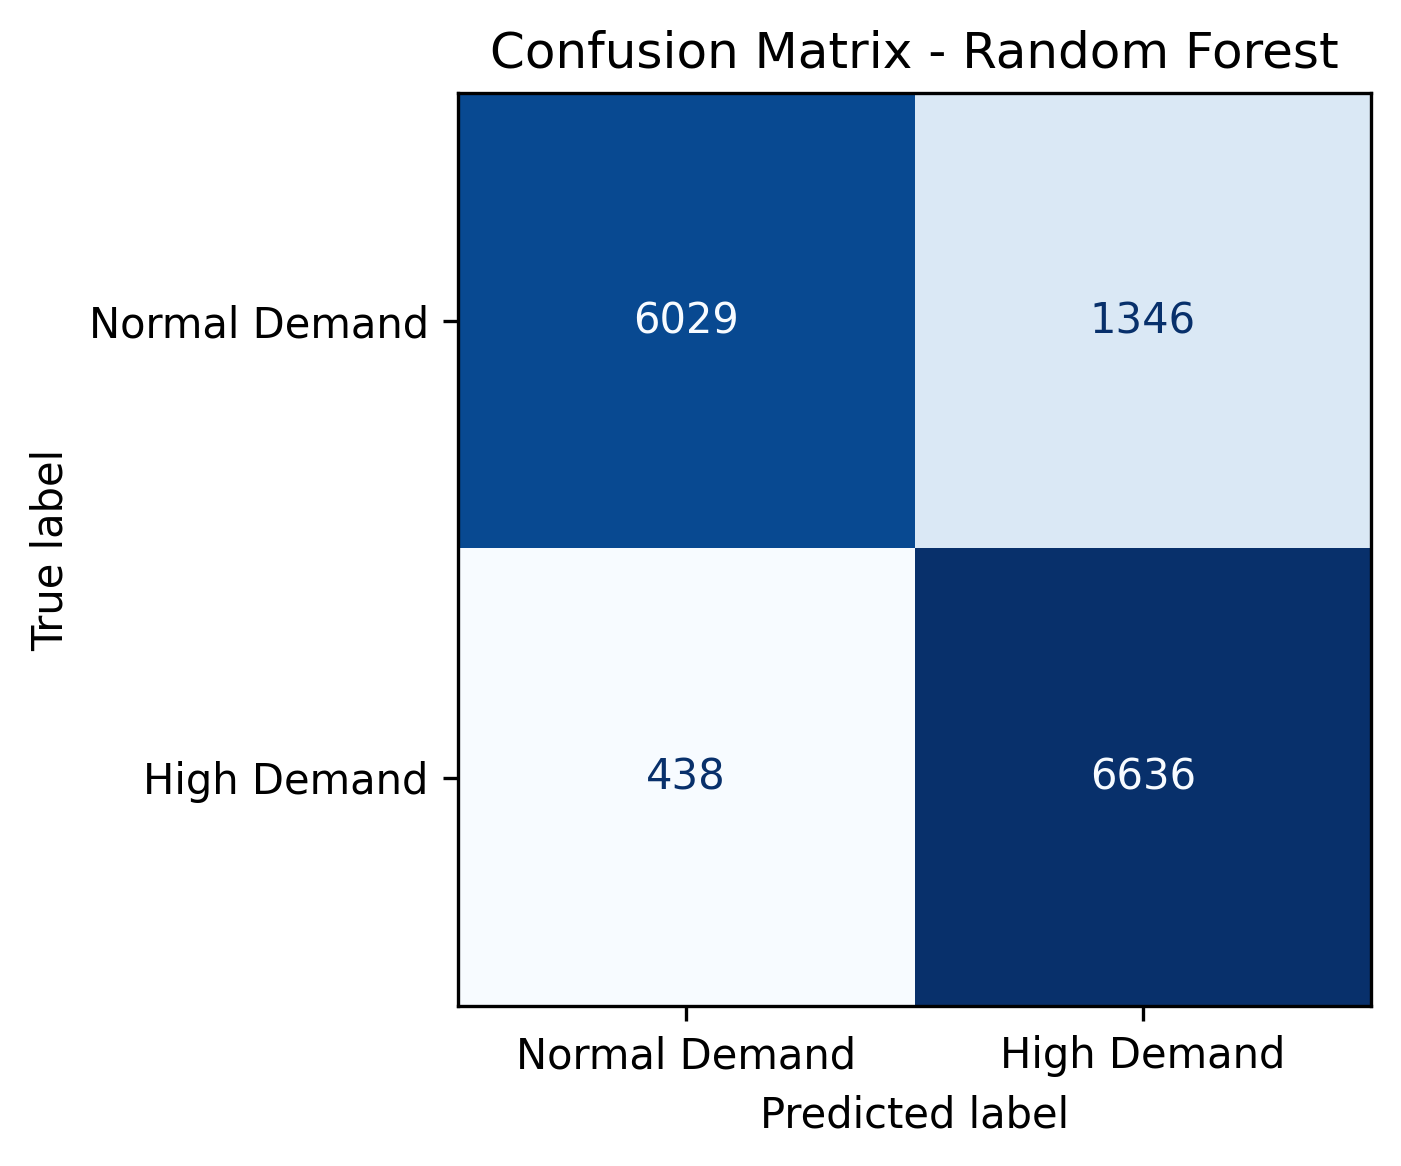 Confusion Matrix - Random Forest
Normal Demand
6029
1346
True label
High Demand
438
6636
Normal Demand
High Demand
Predicted label